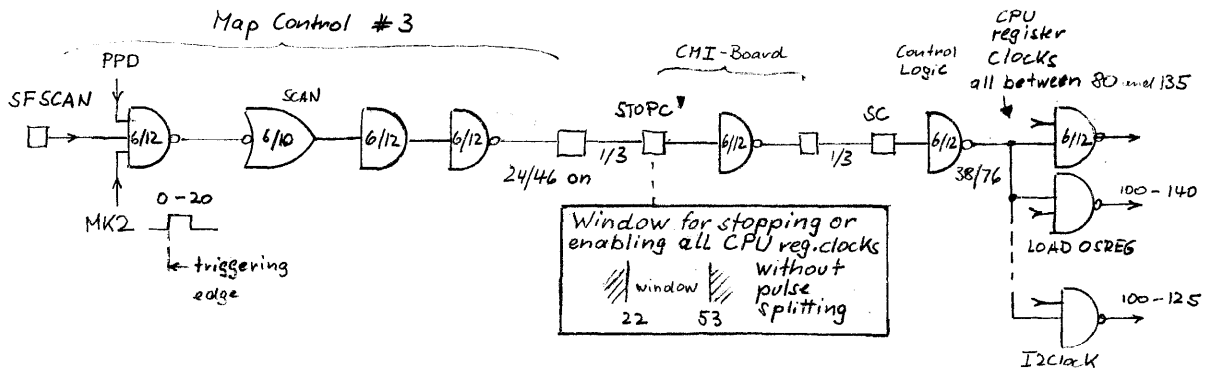 Map Control #3
CMI-Board
Control
Logic
CPU
register
clocks
all between 80 and 135
PPD
SFSCAN
6/12
SCAN
6/10
6/12
6/12
24/46 on
1/3
STOPC
6/12
1/3
SC
6/12
38/76
6/12
100-140
LOAD OSREG
100-125
I2Clock
MK2
0-20
triggering
edge
Window for stopping or
enabling all CPU reg.clocks
window
without
pulse
splitting
22
53